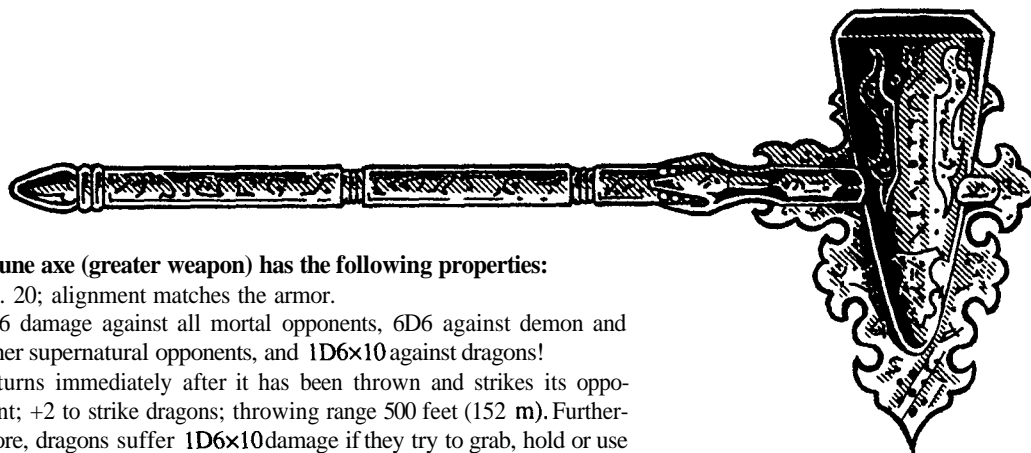 une axe (greater weapon) has the following properties:
. 20; alignment matches the armor.
6 damage against all mortal opponents, 6D6 against demon and
her supernatural opponents, and 1D6×10 against dragons!
turns immediately after it has been thrown and strikes its oppo-
nt; +2 to strike dragons; throwing range 500 feet (152 m). Further-
ore, dragons suffer 1D6×10 damage if they try to grab, hold or use